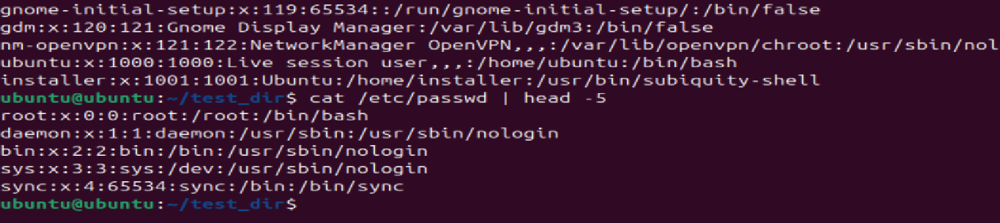 gnome-initial-setup:x:119:65534::/run/gnome-initial-setup/:/bin/false
gdm:x:120:121:Gnome Display Manager:/var/lib/gdm3:/bin/false
nm-openvpn:x:121:122:NetworkManager OpenVPN,,,:/var/lib/openvpn/chroot:/usr/sbin/nol
ubuntu:x:1000:1000:Live session user,,,:/home/ubuntu:/bin/bash
installer:x:1001:1001:Ubuntu:/home/installer:/usr/bin/subiquity-shell
ubuntu@ubuntu:~/test_dir$ cat /etc/passwd | head -5
root:x:0:0:root:/root:/bin/bash
daemon:x:1:1:daemon:/usr/sbin:/usr/sbin/nologin
bin:x:2:2:bin:/bin:/usr/sbin/nologin
sys:x:3:3:sys:/dev:/usr/sbin/nologin
sync:x:4:65534:sync:/bin:/bin/sync
ubuntu@ubuntu:~/test_dir$